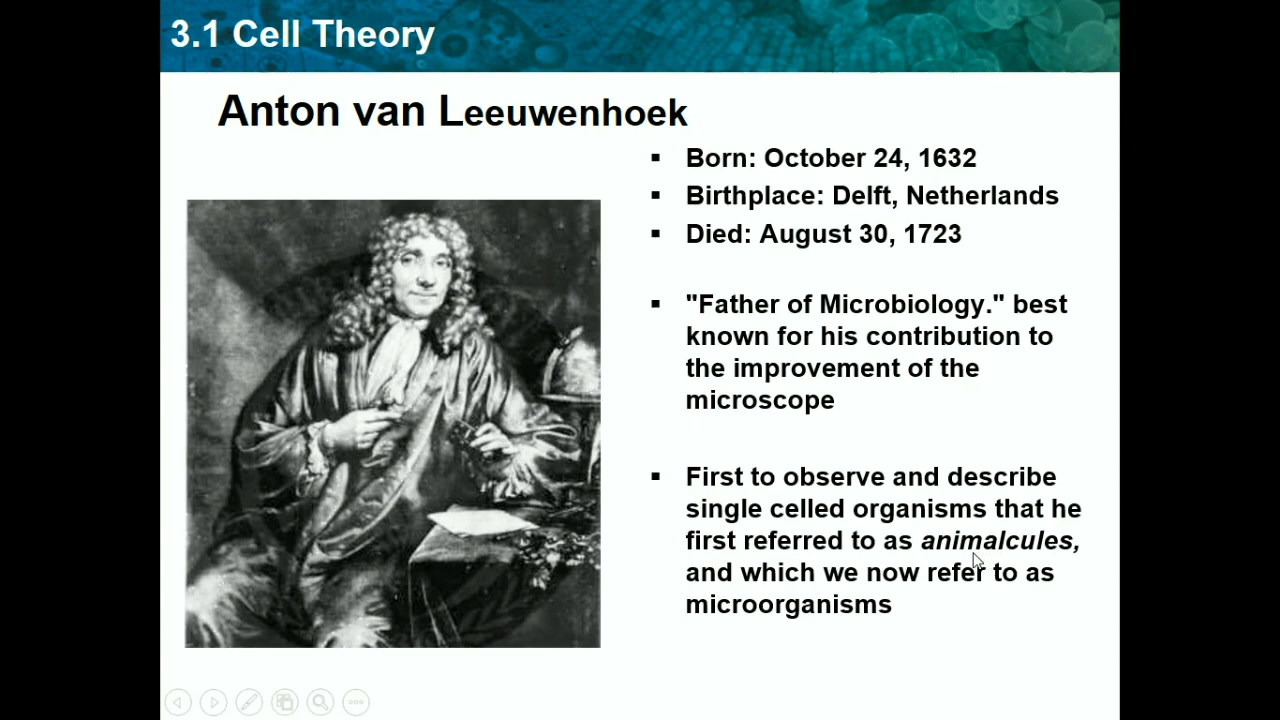 3.1 Cell Theory
Anton van Leeuwenhoek
▪ Born: October 24, 1632
▪ Birthplace: Delft, Netherlands
▪ Died: August 30, 1723
▪ "Father of Microbiology." best
known for his contribution to
the improvement of the
microscope
▪ First to observe and describe
single celled organisms that he
first referred to as animalcules,
and which we now refer to as
microorganisms